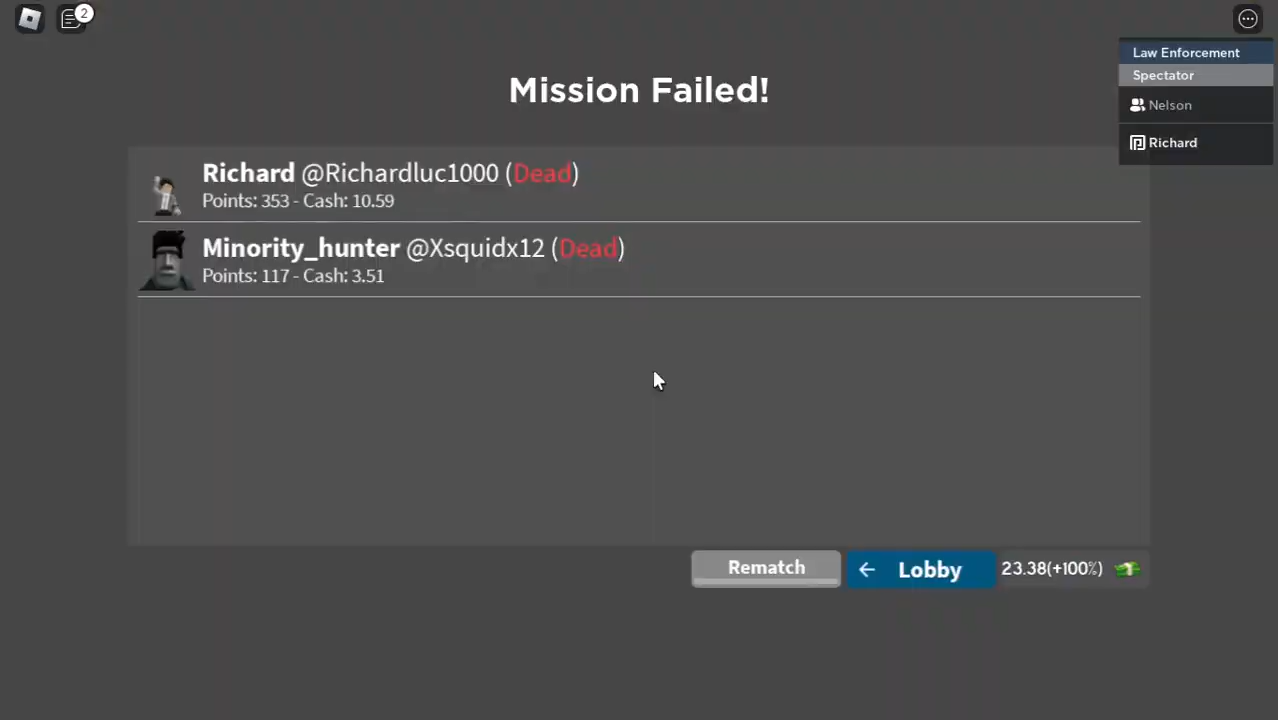 2
Law Enforcement
Spectator
Nelson
Richard
Mission Failed!
Richard @Richardluc1000 (Dead)
Points: 353 - Cash: 10.59
Minority_hunter @Xsquidx12 (Dead)
Points: 117 - Cash: 3.51
Rematch
← Lobby
23.38(+100%)